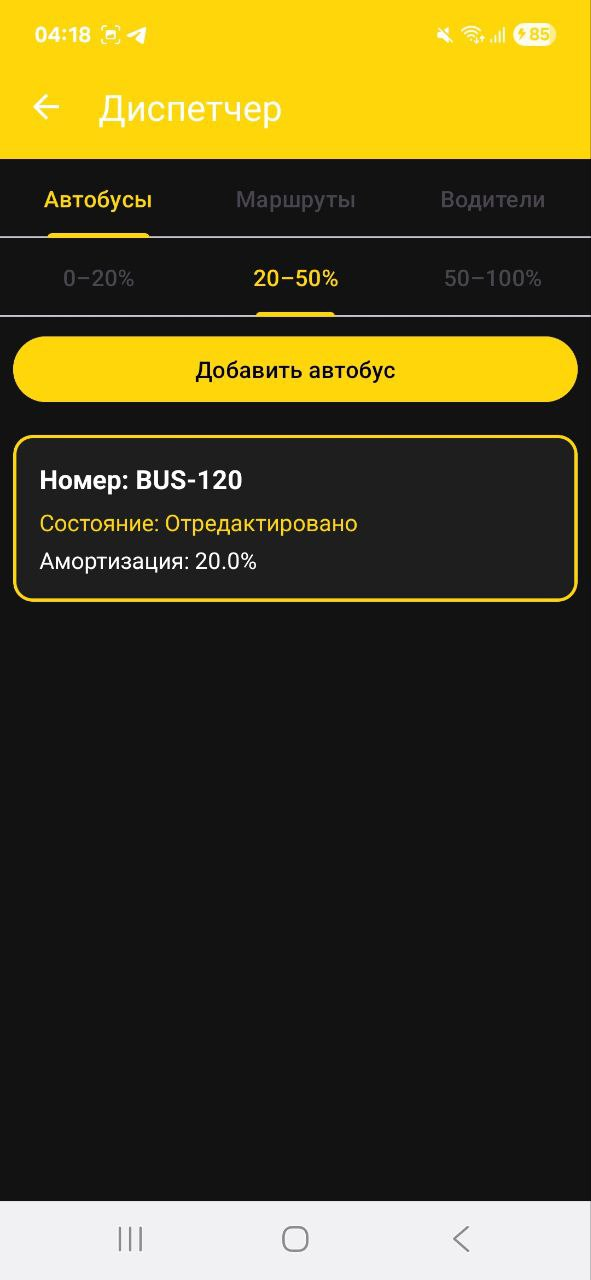 04:18 85
Диспетчер
Автобусы Маршруты Водители
0–20% 20–50% 50–100%
Добавить автобус
Номер: BUS-120
Состояние: Отредактировано
Амортизация: 20.0%